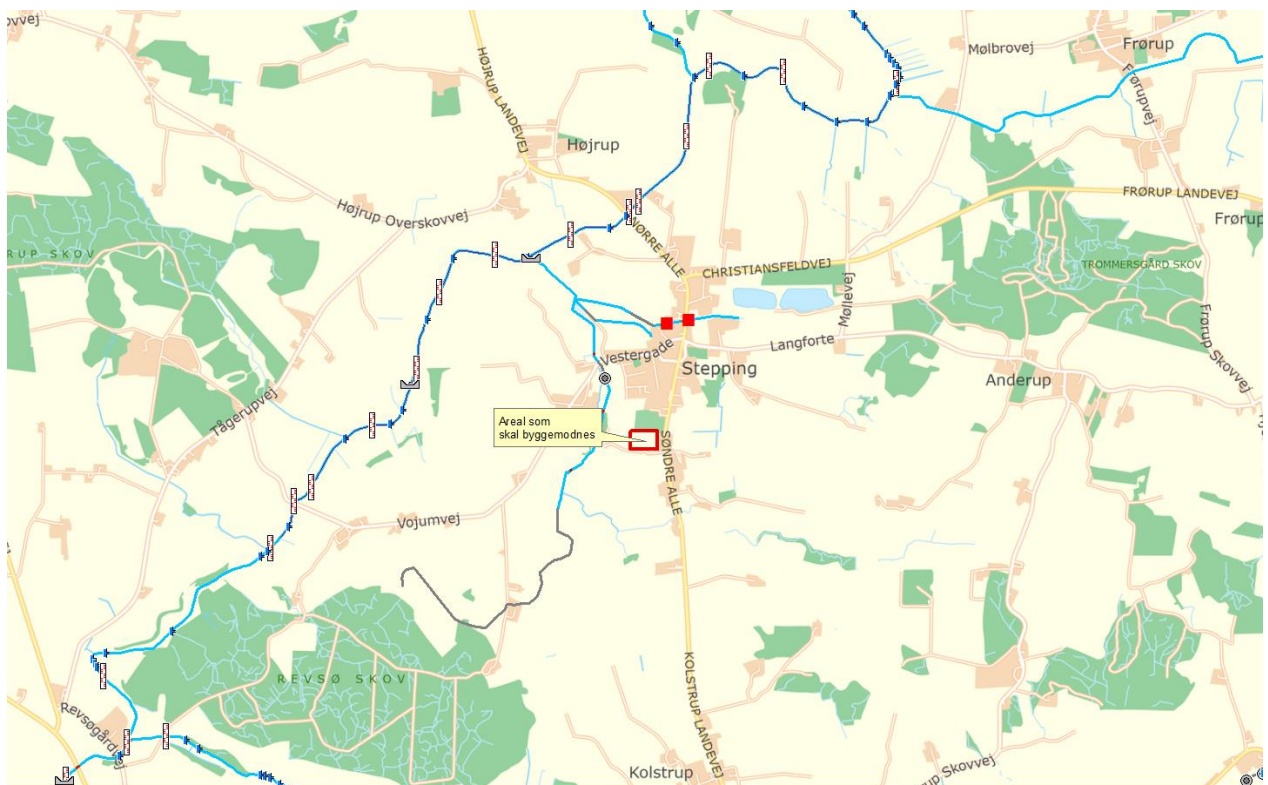 Skovvej
HØJRUP LANDEVEJ
Mølbrovej
Frørup
Frørupvej
Højrup
FRØRUP LANDEVEJ
Højrup Overskovvej
Frørup
RUP SKOV
NØRRE ALLE
CHRISTIANSFELDVEJ
TROMMERSGÅRD SKOV
Møllevej
Frørup Skovvej
Vestergade
Langforte
Stepping
Anderup
Tågerupvej
Areal som
skal byggemodnes
SØNDRE ALLE
Vojumvej
REVSØ SKOV
KOLSTRUP LANDEVEJ
Revsøgårdvej
Kolstrup
rup Skovvej